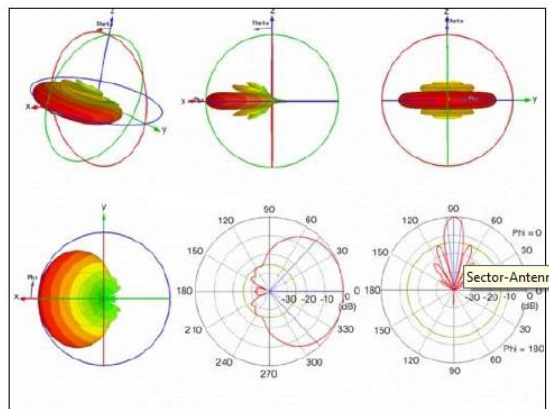 Z
Theta
X
y
Z
Theta
X
Phi
Z
Theta
y
y
X
Phi
90
120
60
150
30
180
0
-30 -20 -10 0
(dB)
210
330
240
300
270
90
120
60
Phi = 0
150
30
180
0
-30 -20 -10 0
(dB)
150
30
120
60
Phi = 180
90
Sector-Antenn